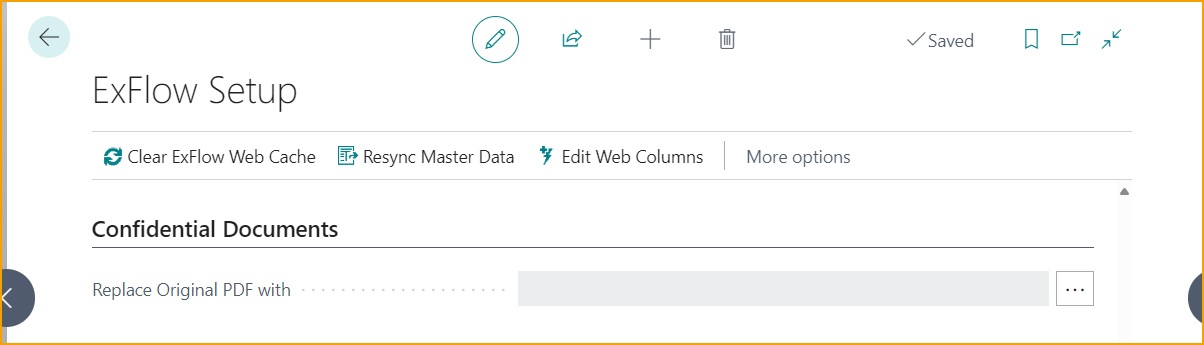 Saved
ExFlow Setup
Clear ExFlow Web Cache Resync Master Data Edit Web Columns More options
Confidential Documents
Replace Original PDF with